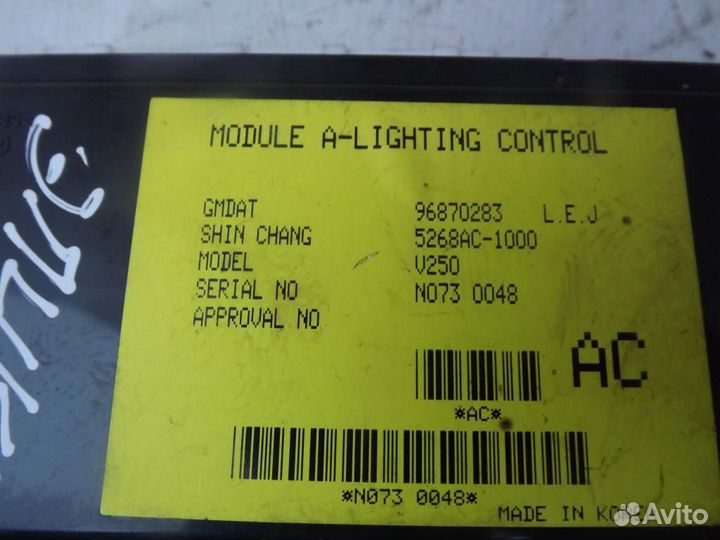 MODULE A-LIGHTING CONTROL
GMDAT 96870283 L.E.J
SHIN CHANG 5268AC-1000
MODEL V250
SERIAL NO N073 0048
APPROVAL NO
AC
*AC*
*N073 0048*
MADE IN KOREA
Avito